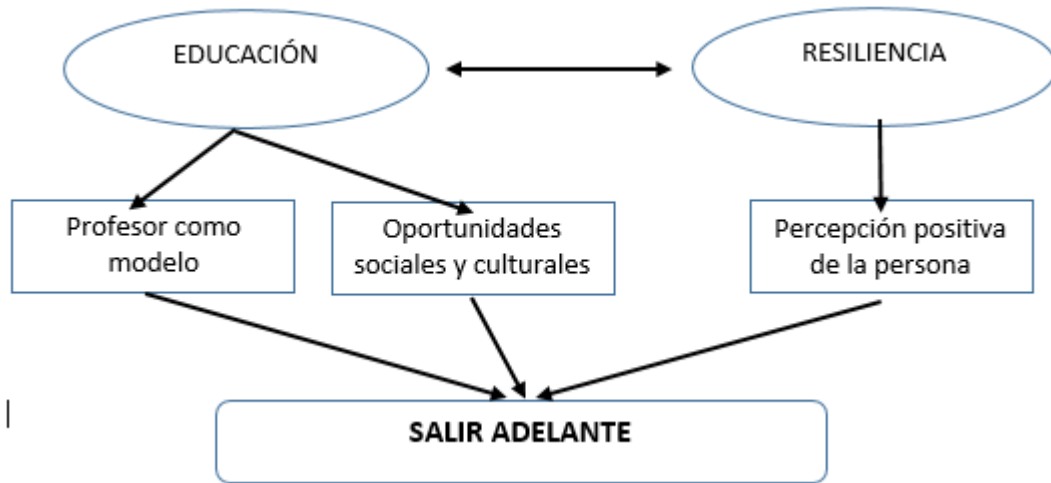 EDUCACIÓN
RESILIENCIA
Profesor como
modelo
Oportunidades
sociales y culturales
Percepción positiva
de la persona
SALIR ADELANTE